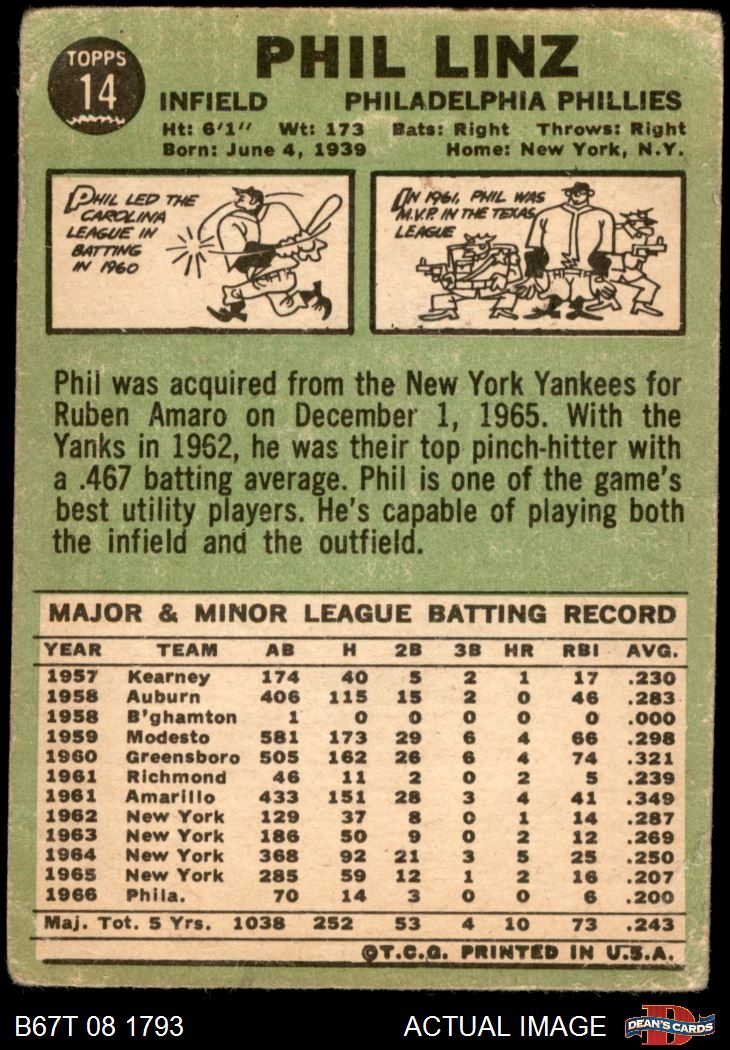 TOPPS
14
PHIL LINZ
INFIELD PHILADELPHIA PHILLIES
Ht: 6'1" Wt: 173 Bats: Right Throws: Right
Born: June 4, 1939 Home: New York, N.Y.
PHIL LED THE
CAROLINA
LEAGUE IN
BATTING
IN 1960
IN 1961, PHIL WAS
M.V.P. IN THE TEXAS
LEAGUE
Phil was acquired from the New York Yankees for
Ruben Amaro on December 1, 1965. With the
Yanks in 1962, he was their top pinch-hitter with
a .467 batting average. Phil is one of the game's
best utility players. He's capable of playing both
the infield and the outfield.
MAJOR & MINOR LEAGUE BATTING RECORD
YEAR TEAM AB H 2B 3B HR RBI AVG.
1957 Kearney 174 40 5 2 1 17 .230
1958 Auburn 406 115 15 2 0 46 .283
1958 B'ghamton 1 0 0 0 0 0 .000
1959 Modesto 581 173 29 6 4 66 .298
1960 Greensboro 505 162 26 6 4 74 .321
1961 Richmond 46 11 2 0 2 5 .239
1961 Amarillo 433 151 28 3 4 41 .349
1962 New York 129 37 8 0 1 14 .287
1963 New York 186 50 9 0 2 12 .269
1964 New York 368 92 21 3 5 25 .250
1965 New York 285 59 12 1 2 16 .207
1966 Phila. 70 14 3 0 0 6 .200
Maj. Tot. 5 Yrs. 1038 252 53 4 10 73 .243
©T.C.G. PRINTED IN U.S.A.
B67T 08 1793 ACTUAL IMAGE
D
DEAN'S CARDS